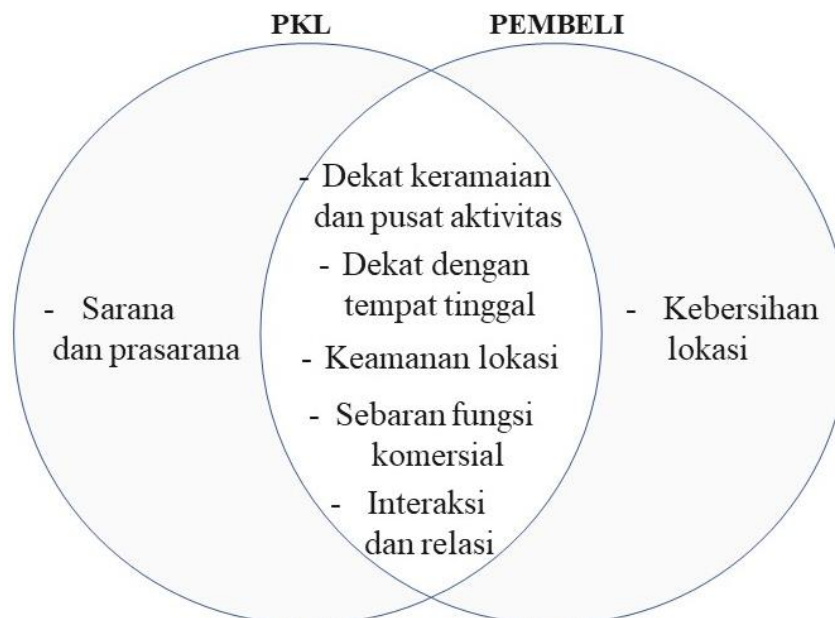 PKL
PEMBELI
- Sarana
dan prasarana
- Dekat keramaian
dan pusat aktivitas
- Dekat dengan
tempat tinggal
- Keamanan lokasi
- Sebaran fungsi
komersial
- Interaksi
dan relasi
- Kebersihan
lokasi